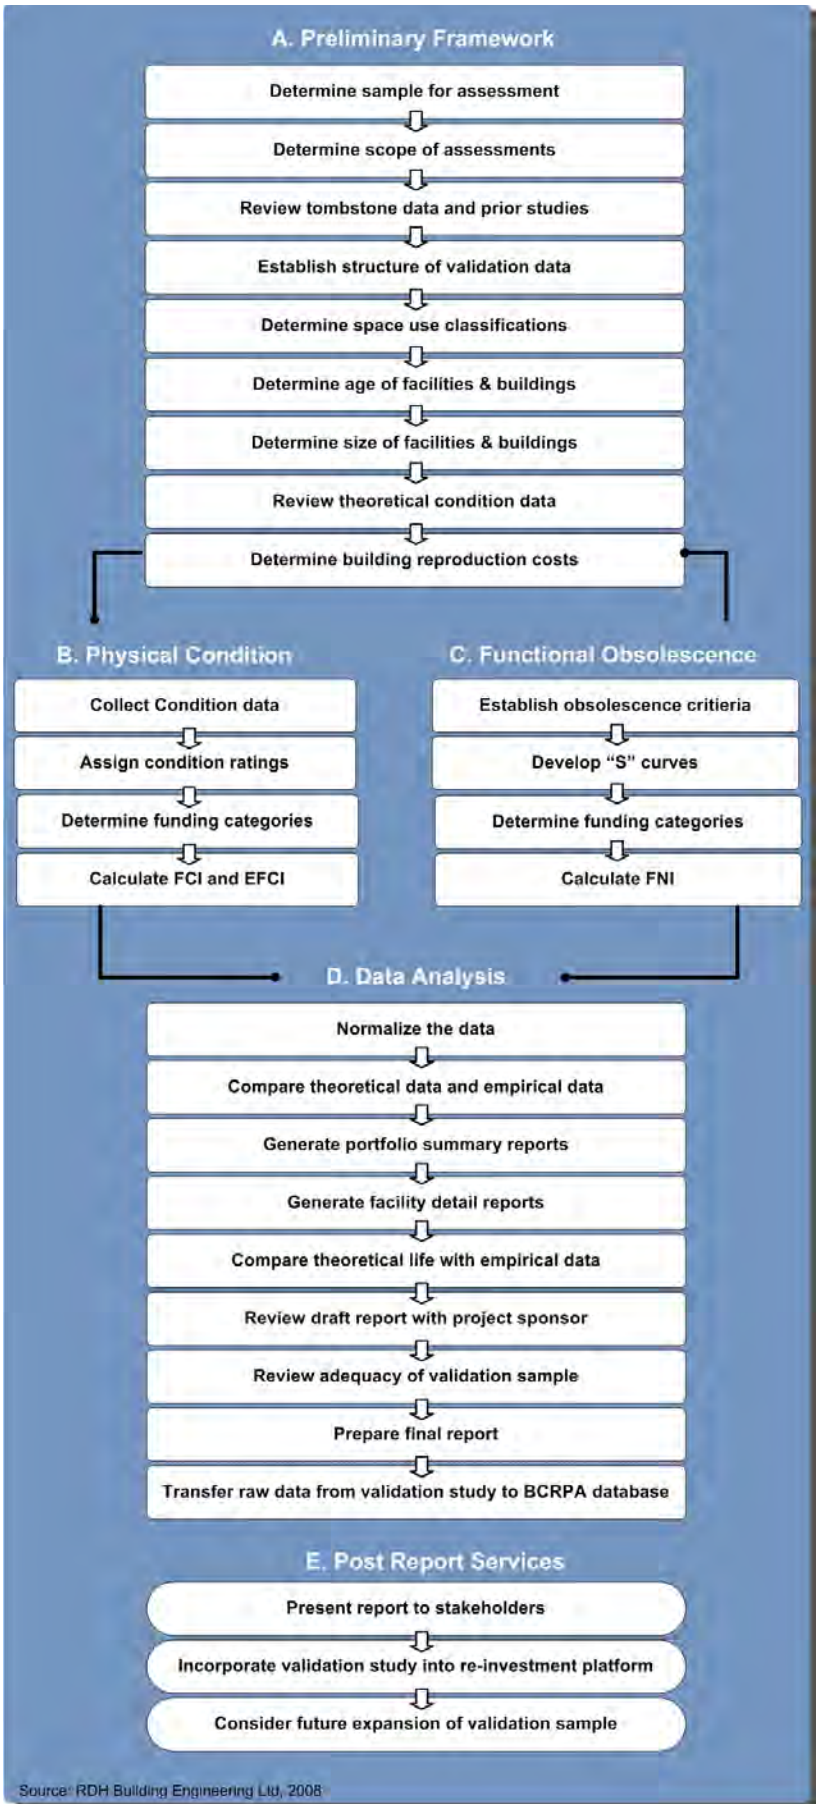 A. Preliminary Framework
Determine sample for assessment
Determine scope of assessments
Review tombstone data and prior studies
Establish structure of validation data
Determine space use classifications
Determine age of facilities & buildings
Determine size of facilities & buildings
Review theoretical condition data
Determine building reproduction costs
B. Physical Condition
Collect Condition data
Assign condition ratings
Determine funding categories
Calculate FCI and EFCI
C. Functional Obsolescence
Establish obsolescence critieria
Develop “S” curves
Determine funding categories
Calculate FNI
D. Data Analysis
Normalize the data
Compare theoretical data and empirical data
Generate portfolio summary reports
Generate facility detail reports
Compare theoretical life with empirical data
Review draft report with project sponsor
Review adequacy of validation sample
Prepare final report
Transfer raw data from validation study to BCRPA database
E. Post Report Services
Present report to stakeholders
Incorporate validation study into re-investment platform
Consider future expansion of validation sample
Source: RDH Building Engineering Ltd, 2008